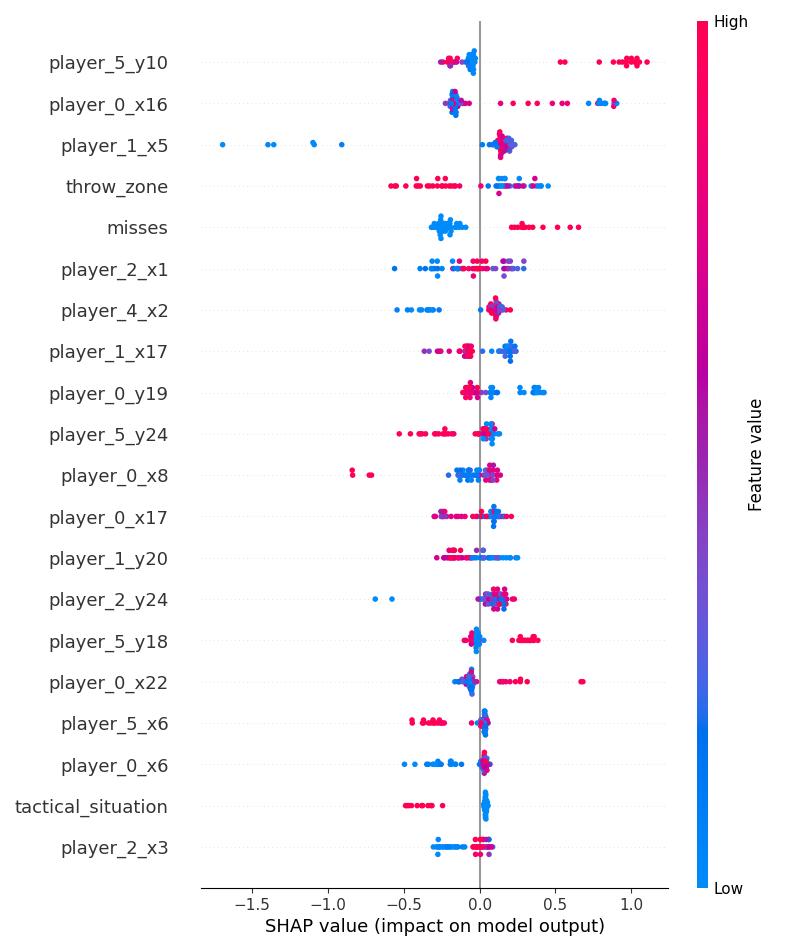 High
player_5_y10
player_0_x16
player_1_x5
throw_zone
misses
player_2_x1
player_4_x2
player_1_x17
player_0_y19
player_5_y24
player_0_x8
player_0_x17
player_1_y20
player_2_y24
player_5_y18
player_0_x22
player_5_x6
player_0_x6
tactical_situation
player_2_x3
Feature value
Low
−1.5 −1.0 −0.5 0.0 0.5 1.0
SHAP value (impact on model output)